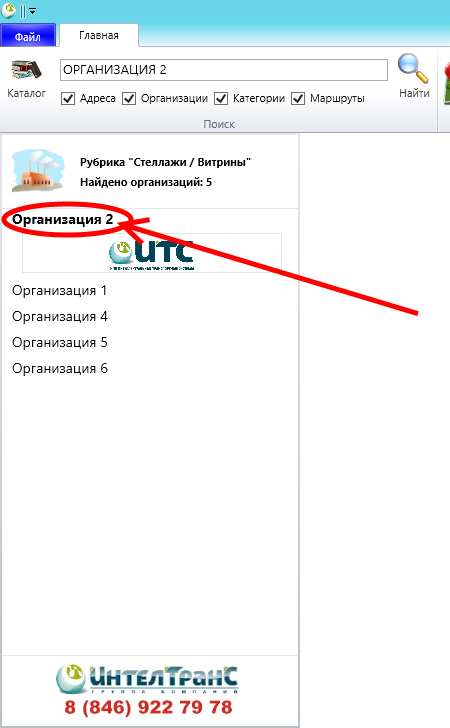 Файл
Главная
Каталог
ОРГАНИЗАЦИЯ 2
Адреса Организации Категории Маршруты
Найти
Поиск
Рубрика "Стеллажи / Витрины"
Найдено организаций: 5
Организация 2
ИТС
Организация 1
Организация 4
Организация 5
Организация 6
ИнтелТранС
ГРУППА КОМПАНИЙ
8 (846) 922 79 78